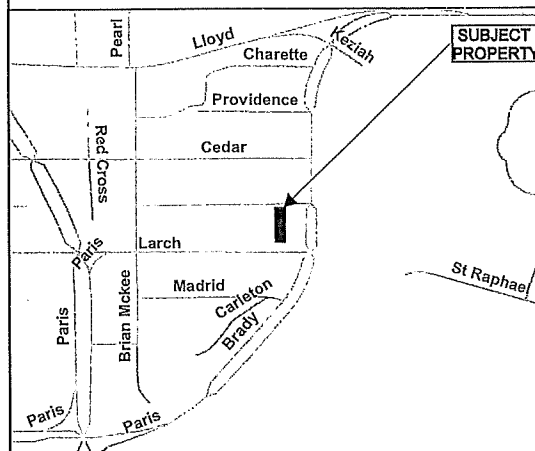 Pearl
Lloyd
Keziah
SUBJECT
PROPERTY
Charette
Providence
Red Cross
Cedar
Paris
Larch
St Raphael
Madrid
Carleton
Paris
Brian Mckee
Brady
Paris
Paris